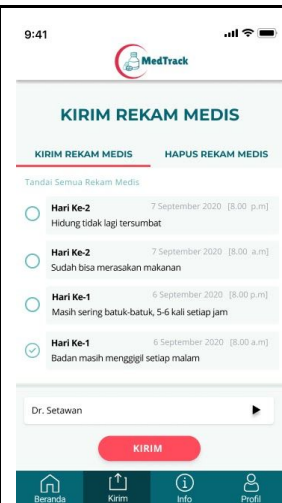 9:41
MedTrack
KIRIM REKAM MEDIS
KIRIM REKAM MEDIS HAPUS REKAM MEDIS
Tandai Semua Rekam Medis
Hari Ke-2 7 September 2020 [8.00 p.m]
Hidung tidak lagi tersumbat
Hari Ke-2 7 September 2020 [8.00 a.m]
Sudah bisa merasakan makanan
Hari Ke-1 6 September 2020 [8.00 p.m]
Masih sering batuk-batuk, 5-6 kali setiap jam
Hari Ke-1 6 September 2020 [8.00 a.m]
Badan masih menggigil setiap malam
Dr. Setawan
KIRIM
Beranda Kirim Info Profil